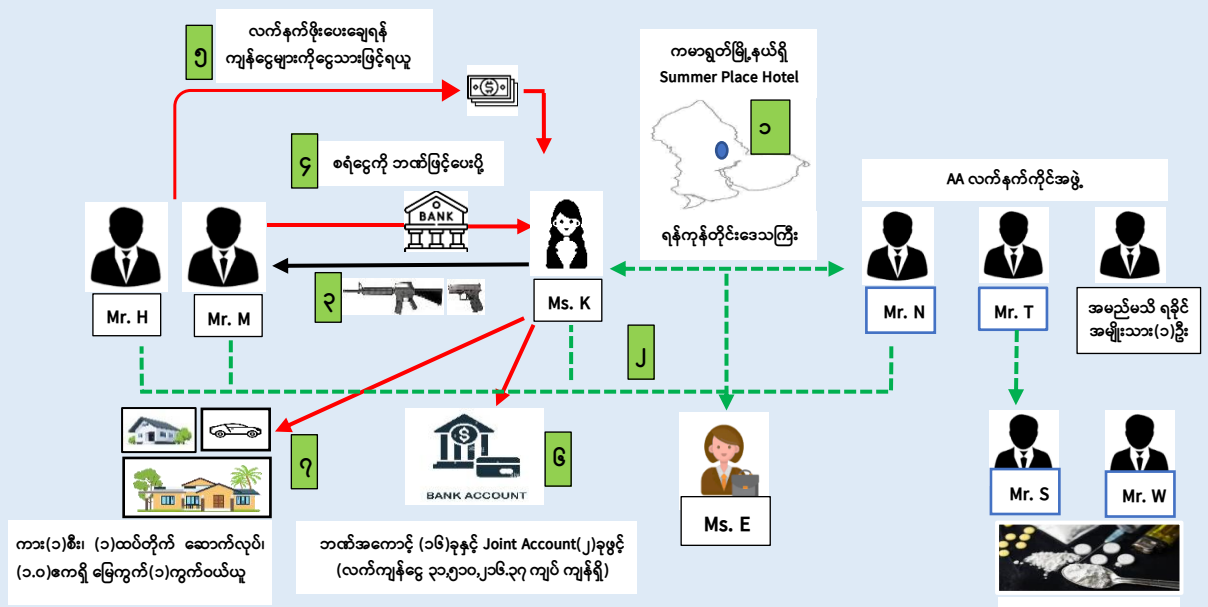 ၅
လက်နက်ဖိုးပေးချေရန်
ကျန်ငွေများကိုငွေသားဖြင့်ရယူ
ကမာရွတ်မြို့နယ်ရှိ
Summer Place Hotel
၁
ရန်ကုန်တိုင်းဒေသကြီး
၄
စရံငွေကို ဘဏ်ဖြင့်ပေးပို့
BANK
AA လက်နက်ကိုင်အဖွဲ့
Mr. H
Mr. M
၃
Ms. K
Mr. N
Mr. T
အမည်မသိ ရခိုင်
အမျိုးသား(၁)ဦး
၂
၇
BANK ACCOUNT
၆
Ms. E
Mr. S
Mr. W
ကား(၁)စီး၊ (၁)ထပ်တိုက် ဆောက်လုပ်၊
(၁.၀)ဧကရှိ မြေကွက်(၁)ကွက်ဝယ်ယူ
ဘဏ်အကောင့် (၁၆)ခုနှင့် Joint Account(၂)ခုဖွင့်
(လက်ကျန်ငွေ ၃၁,၅၁၀,၂၁၆.၃၇ ကျပ် ကျန်ရှိ)